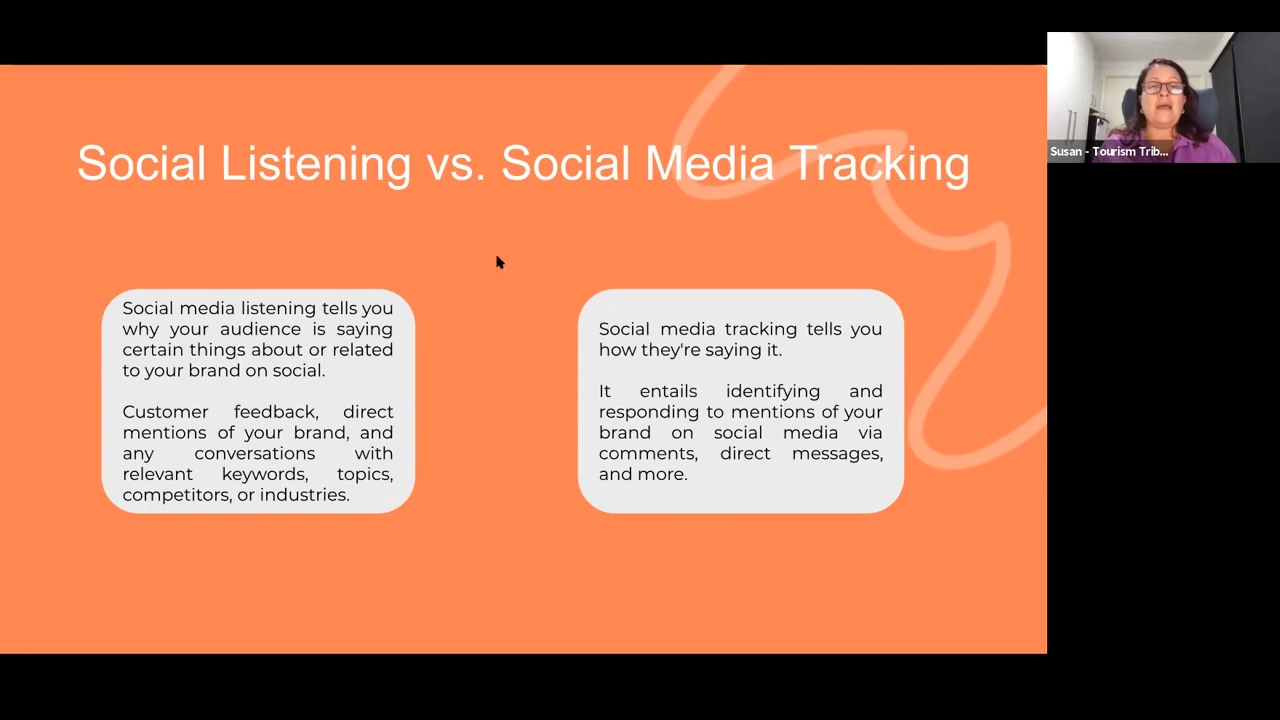 Social Listening vs. Social Media Tracking
Social media listening tells you
why your audience is saying
certain things about or related
to your brand on social.
Customer feedback, direct
mentions of your brand, and
any conversations with
relevant keywords, topics,
competitors, or industries.
Social media tracking tells you
how they're saying it.
It entails identifying and
responding to mentions of your
brand on social media via
comments, direct messages,
and more.
Susan - Tourism Trib...